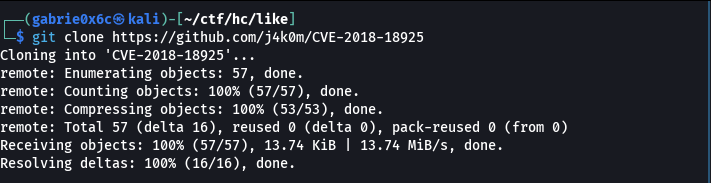 ┌──(gabrie0x6c㉿kali)-[~/ctf/hc/like]
└─$ git clone https://github.com/j4k0m/CVE-2018-18925
Cloning into 'CVE-2018-18925'...
remote: Enumerating objects: 57, done.
remote: Counting objects: 100% (57/57), done.
remote: Compressing objects: 100% (53/53), done.
remote: Total 57 (delta 16), reused 0 (delta 0), pack-reused 0 (from 0)
Receiving objects: 100% (57/57), 13.74 KiB | 13.74 MiB/s, done.
Resolving deltas: 100% (16/16), done.